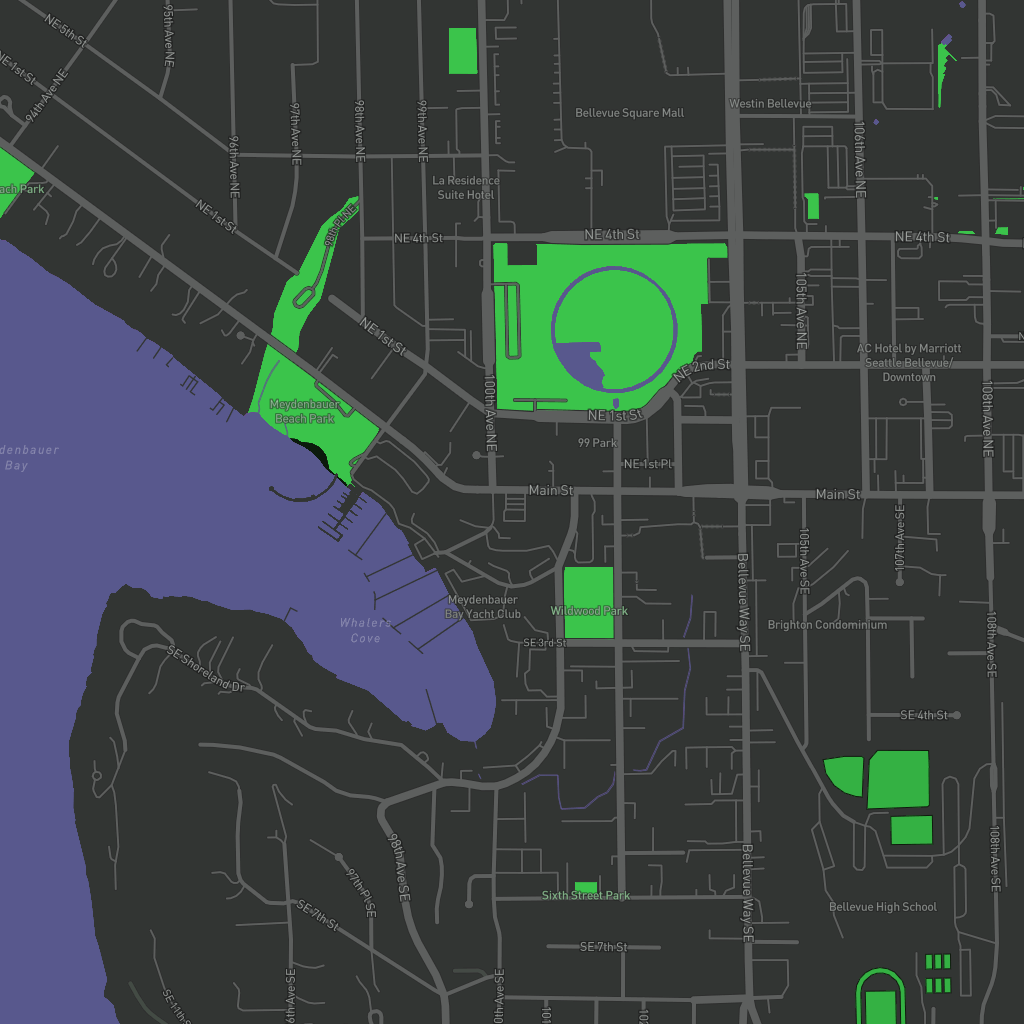 NE 5th St
95th Ave NE
NE 1st St
94th Ave NE
Bellevue Square Mall
Westin Bellevue
97th Ave NE
98th Ave NE
99th Ave NE
96th Ave NE
106th Ave NE
ach Park
La Residence
Suite Hotel
NE 1st St
98th Pl NE
NE 4th St
NE 4th St
NE 4th St
105th Ave NE
NE 1st St
AC Hotel by Marriott
Seattle Bellevue/
Downtown
NE 2nd St
100th Ave NE
108th Ave NE
Meydenbauer
Beach Park
NE 1st St
99 Park
denbauer
Bay
NE 1st Pl
Main St
Main St
107th Ave SE
105th Ave SE
Bellevue Way SE
Meydenbauer
Bay Yacht Club
Wildwood Park
Whalers
Cove
Brighton Condominium
108th Ave SE
SE 3rd St
SE Shoreland Dr
SE 4th St
98th Ave SE
Bellevue Way SE
108th Ave SE
97th Pl SE
Sixth Street Park
Bellevue High School
SE 7th St
SE 7th St
SE 11th St
9th Ave SE
00th Ave SE
101
102
N